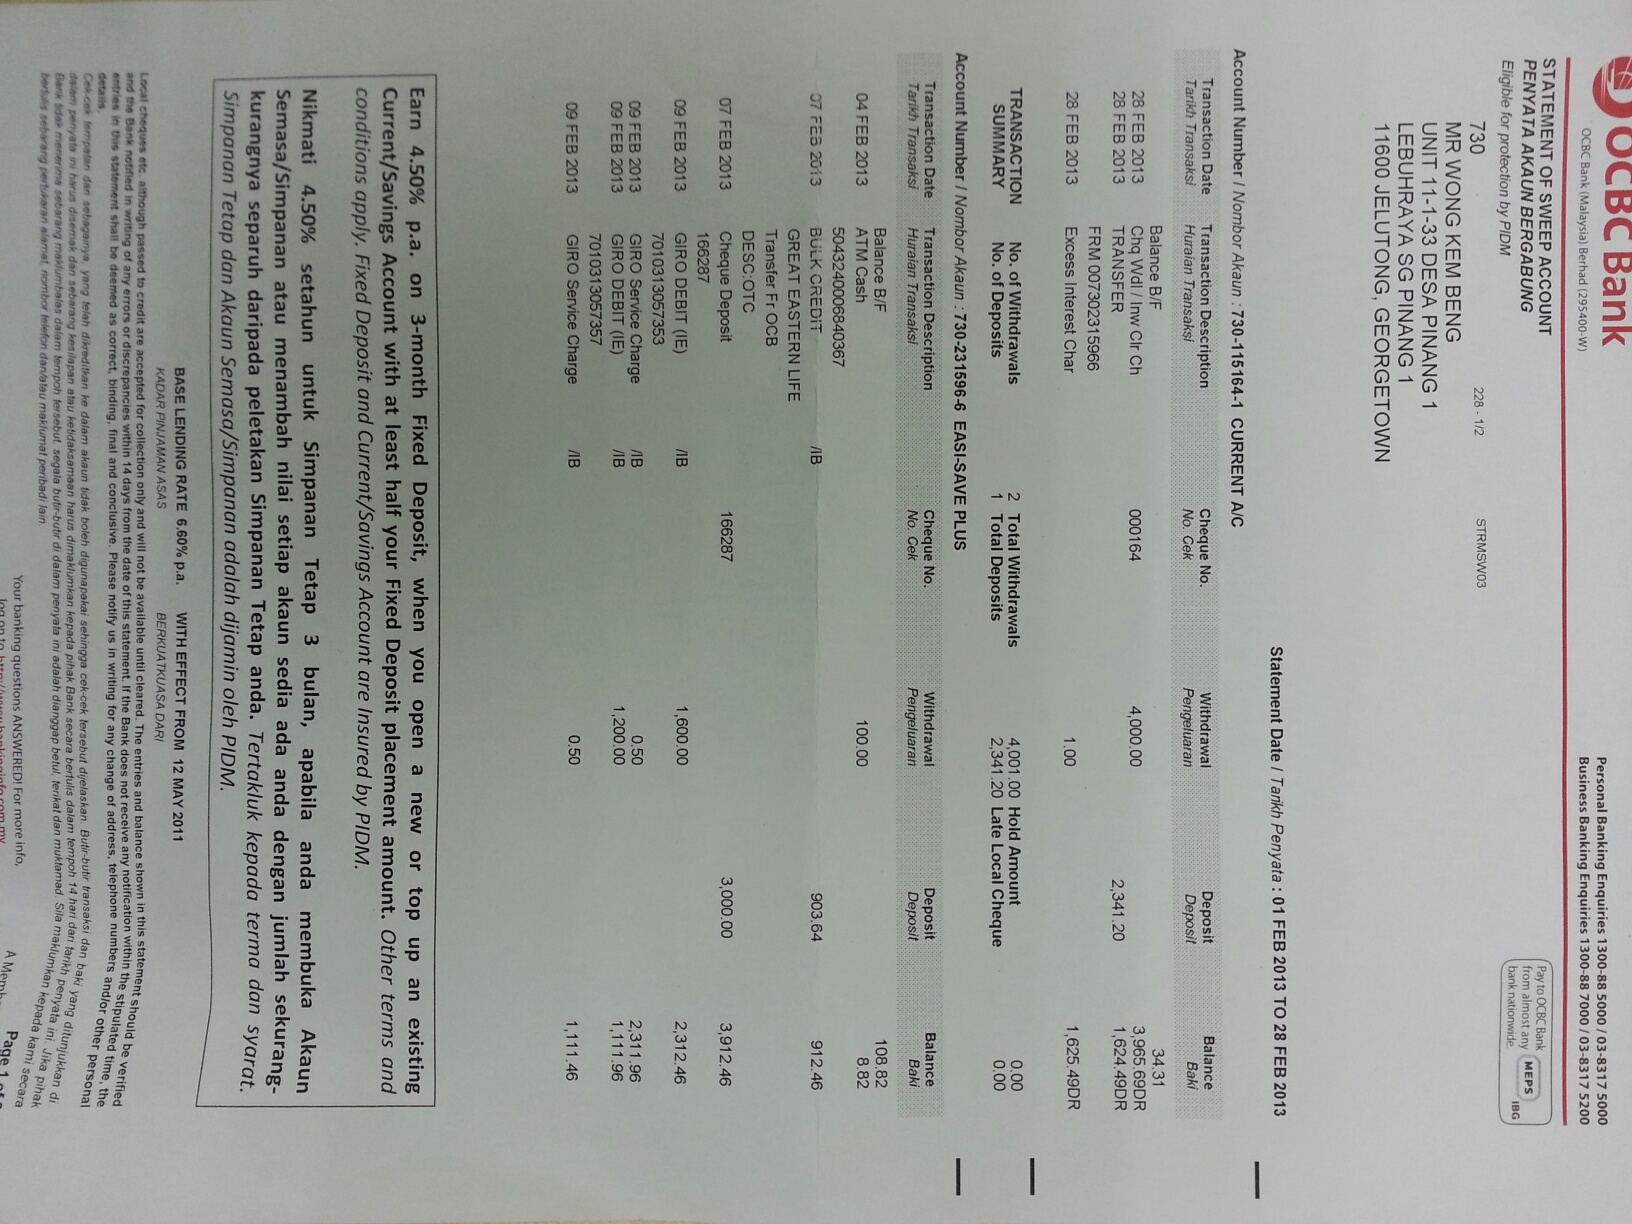 OCBC Bank
OCBC Bank (Malaysia) Berhad (295400-W)
Personal Banking Enquiries 1300-88 5000 / 03-8317 5000
Business Banking Enquiries 1300-88 7000 / 03-8317 5200
STATEMENT OF SWEEP ACCOUNT
PENYATA AKAUN BERGABUNG
Eligible for protection by PIDM
Pay to OCBC Bank
from almost any
bank nationwide.
MEPS
IBG
730 228 - 1/2 STRMSW03
MR WONG KEM BENG
UNIT 11-1-33 DESA PINANG 1
LEBUHRAYA SG PINANG 1
11600 JELUTONG, GEORGETOWN
Statement Date / Tarikh Penyata : 01 FEB 2013 TO 28 FEB 2013
Account Number / Nombor Akaun : 730-115164-1 CURRENT A/C
Transaction Date Transaction Description Cheque No. Withdrawal Deposit Balance
Tarikh Transaksi Huraian Transaksi No. Cek Pengeluaran Deposit Baki
Balance B/F 34.31
28 FEB 2013 Chq Wdl / Inw Clr Ch 000164 4,000.00 3,965.69DR
28 FEB 2013 TRANSFER 2,341.20 1,624.49DR
FRM 007302315966
28 FEB 2013 Excess Interest Char 1.00 1,625.49DR
TRANSACTION No. of Withdrawals 2 Total Withdrawals 4,001.00 Hold Amount 0.00
SUMMARY No. of Deposits 1 Total Deposits 2,341.20 Late Local Cheque 0.00
Account Number / Nombor Akaun : 730-231596-6 EASI-SAVE PLUS
Transaction Date Transaction Description Cheque No. Withdrawal Deposit Balance
Tarikh Transaksi Huraian Transaksi No. Cek Pengeluaran Deposit Baki
Balance B/F 108.82
04 FEB 2013 ATM Cash 100.00 8.82
5043240006840367
07 FEB 2013 BULK CREDIT /IB 903.64 912.46
GREAT EASTERN LIFE
Transfer Fr OCB
DESC:OTC
07 FEB 2013 Cheque Deposit 166287 3,000.00 3,912.46
166287
09 FEB 2013 GIRO DEBIT (IE) /IB 1,600.00 2,312.46
701031305735​3
09 FEB 2013 GIRO Service Charge /IB 0.50 2,311.96
09 FEB 2013 GIRO DEBIT (IE) /IB 1,200.00 1,111.96
7010313057357
09 FEB 2013 GIRO Service Charge /IB 0.50 1,111.46
Earn 4.50% p.a. on 3-month Fixed Deposit, when you open a new or top up an existing
Current/Savings Account with at least half your Fixed Deposit placement amount. Other terms and
conditions apply. Fixed Deposit and Current/Savings Account are Insured by PIDM.
Nikmati 4.50% setahun untuk Simpanan Tetap 3 bulan, apabila anda membuka Akaun
Semasa/Simpanan atau menambah nilai setiap akaun sedia ada anda dengan jumlah sekurang-
kurangnya separuh daripada peletakan Simpanan Tetap anda. Tertakluk kepada terma dan syarat.
Simpanan Tetap dan Akaun Semasa/Simpanan adalah dijamin oleh PIDM.
BASE LENDING RATE 6.60% p.a. WITH EFFECT FROM 12 MAY 2011
KADAR PINJAMAN ASAS BERKUATKUASA DARI
Local cheques etc. although passed to credit are accepted for collection only and will not be available until cleared. The entries and balance shown in this statement should be verified
and the Bank notified in writing of any errors or discrepancies within 14 days from the date of this statement. If the Bank does not receive any notification within the stipulated time, the
entries in this statement shall be deemed as correct, binding, final and conclusive. Please notify us in writing for any change of address, telephone numbers and/or other personal
details.
Cek-cek tempatan dan sebagainya, yang telah dikreditkan ke dalam akaun tidak boleh digunapakai sehingga cek-cek tersebut dijelaskan. Butir-butir transaksi dan baki yang ditunjukkan di
dalam penyata ini harus disemak dan sebarang kesilapan atau ketidaksamaan harus dimaklumkan kepada pihak Bank secara bertulis dalam tempoh 14 hari dari tarikh penyata ini. Jika pihak
Bank tidak menerima sebarang maklumbalas dalam tempoh tersebut, segala butir-butir di dalam penyata ini adalah dianggap betul, terikat dan muktamad. Sila maklumkan kepada kami secara
bertulis sebarang pertukaran alamat, nombor telefon dan/atau maklumat peribadi lain.
Your banking questions ANSWERED! For more info,
Page 1 of